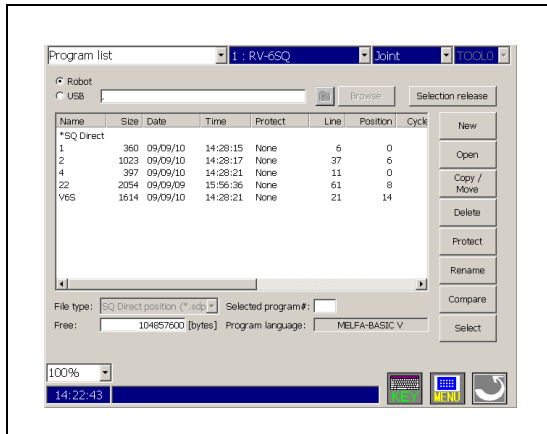 Program list 1 : RV-6SQ Joint TOOL0
Robot
USB . Browse Selection release
Name Size Date Time Protect Line Position Cycle
*SQ Direct
1 360 09/09/10 14:28:15 None 6 0
2 1023 09/09/10 14:28:17 None 37 6
4 397 09/09/10 14:28:21 None 11 0
22 2054 09/09/09 15:56:36 None 61 8
V6S 1614 09/09/10 14:28:21 None 21 14
New
Open
Copy /
Move
Delete
Protect
Rename
Compare
Select
File type: SQ Direct position (*.sdp Selected program#:
Free: 104857600 [bytes] Program language: MELFA-BASIC V
100%
14:22:43 KEY MENU